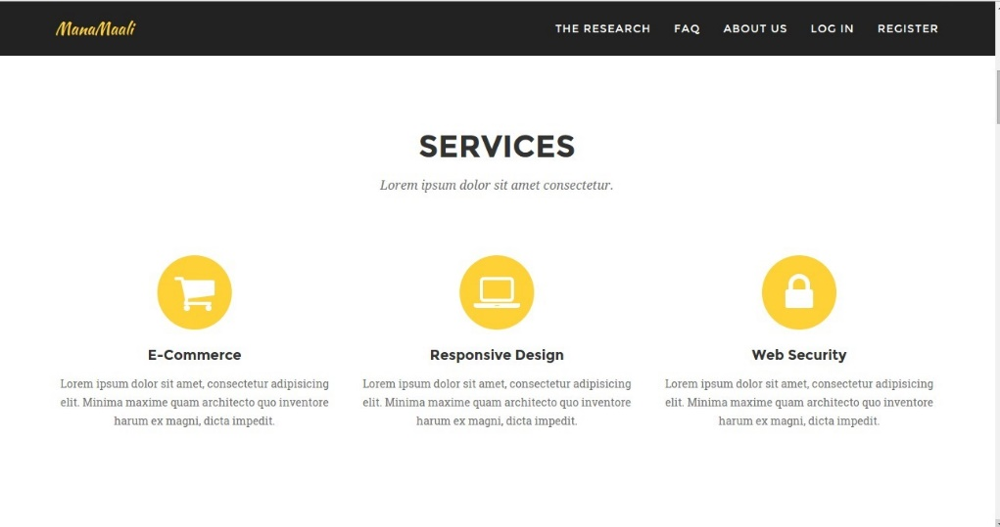 ManaMaali
THE RESEARCH FAQ ABOUT US LOG IN REGISTER
SERVICES
Lorem ipsum dolor sit amet consectetur.
E-Commerce
Lorem ipsum dolor sit amet, consectetur adipisicing
elit. Minima maxime quam architecto quo inventore
harum ex magni, dicta impedit.
Responsive Design
Lorem ipsum dolor sit amet, consectetur adipisicing
elit. Minima maxime quam architecto quo inventore
harum ex magni, dicta impedit.
Web Security
Lorem ipsum dolor sit amet, consectetur adipisicing
elit. Minima maxime quam architecto quo inventore
harum ex magni, dicta impedit.